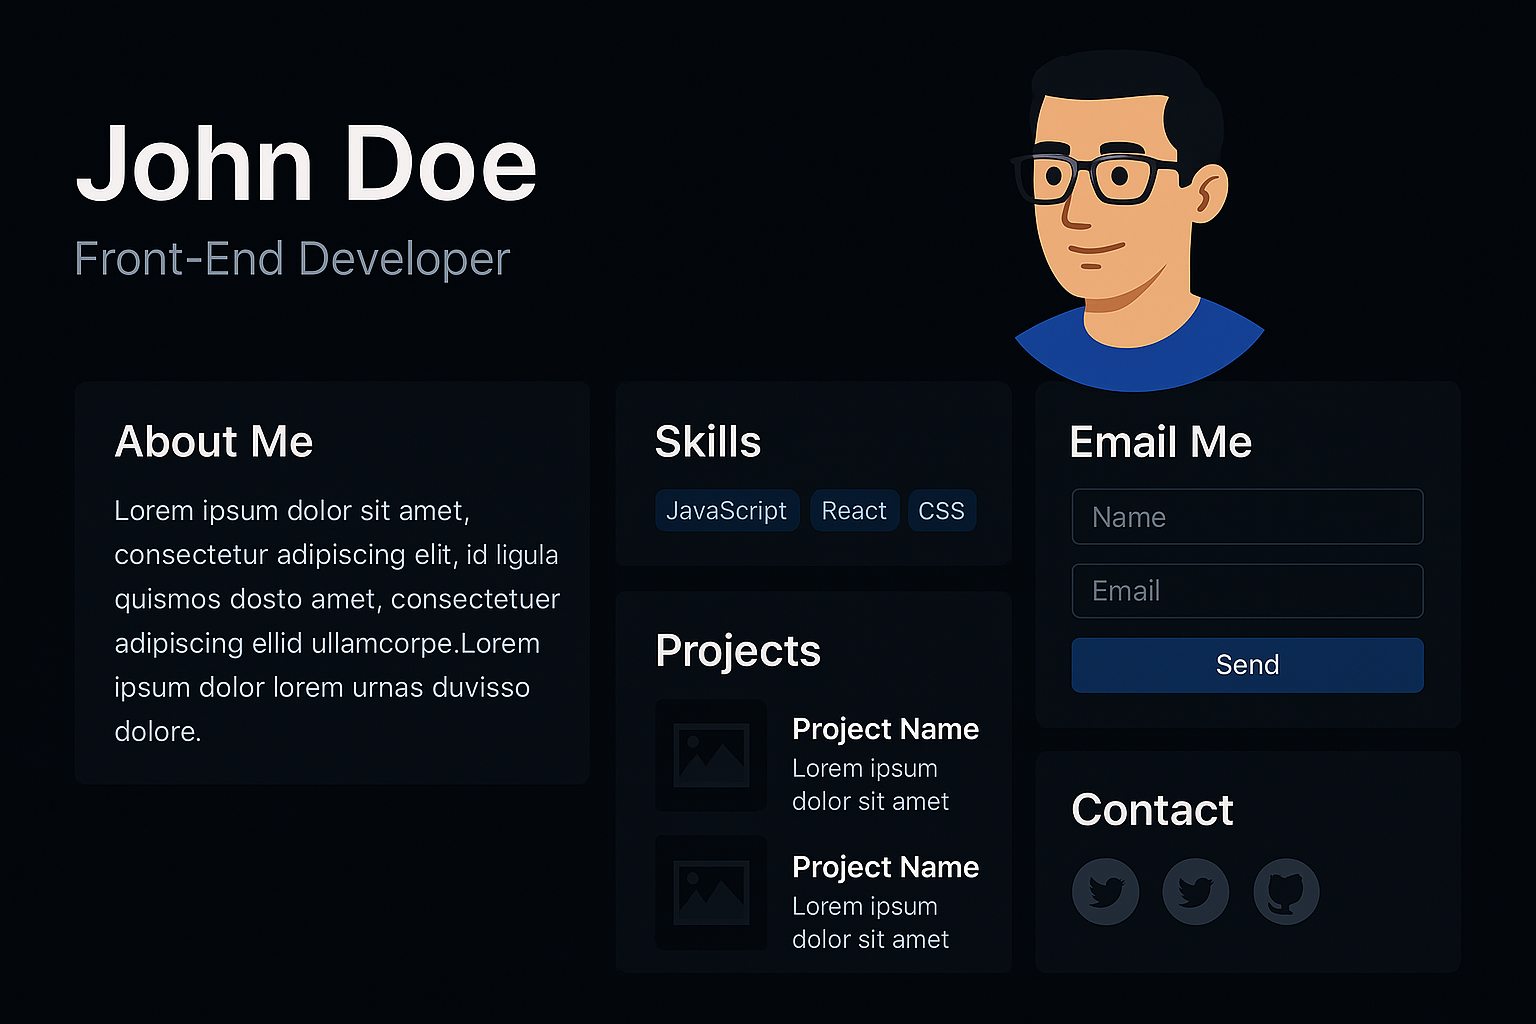 John Doe
Front-End Developer
About Me
Lorem ipsum dolor sit amet,
consectetur adipiscing elit, id ligula
quismos dosto amet, consectetuer
adipiscing ellid ullamcorpe.Lorem
ipsum dolor lorem urnas duvisso
dolore.
Skills
JavaScript
React
CSS
Projects
Project Name
Lorem ipsum
dolor sit amet
Project Name
Lorem ipsum
dolor sit amet
Email Me
Name
Email
Send
Contact